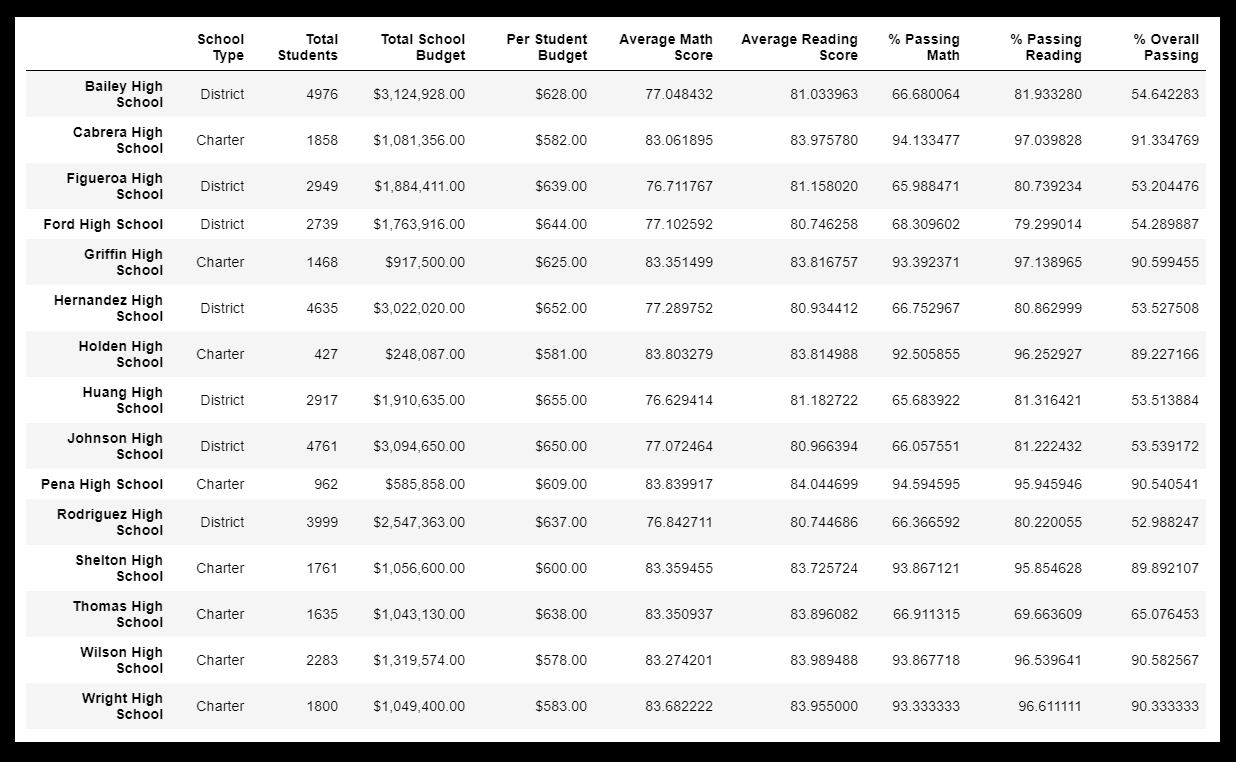 School Type Total Students Total School Budget Per Student Budget Average Math Score Average Reading Score % Passing Math % Passing Reading % Overall Passing
Bailey High School District 4976 $3,124,928.00 $628.00 77.048432 81.033963 66.680064 81.933280 54.642283
Cabrera High School Charter 1858 $1,081,356.00 $582.00 83.061895 83.975780 94.133477 97.039828 91.334769
Figueroa High School District 2949 $1,884,411.00 $639.00 76.711767 81.158020 65.988471 80.739234 53.204476
Ford High School District 2739 $1,763,916.00 $644.00 77.102592 80.746258 68.309602 79.299014 54.289887
Griffin High School Charter 1468 $917,500.00 $625.00 83.351499 83.816757 93.392371 97.138965 90.599455
Hernandez High School District 4635 $3,022,020.00 $652.00 77.289752 80.934412 66.752967 80.862999 53.527508
Holden High School Charter 427 $248,087.00 $581.00 83.803279 83.814988 92.505855 96.252927 89.227166
Huang High School District 2917 $1,910,635.00 $655.00 76.629414 81.182722 65.683922 81.316421 53.513884
Johnson High School District 4761 $3,094,650.00 $650.00 77.072464 80.966394 66.057551 81.222432 53.539172
Pena High School Charter 962 $585,858.00 $609.00 83.839917 84.044699 94.594595 95.945946 90.540541
Rodriguez High School District 3999 $2,547,363.00 $637.00 76.842711 80.744686 66.366592 80.220055 52.988247
Shelton High School Charter 1761 $1,056,600.00 $600.00 83.359455 83.725724 93.867121 95.854628 89.892107
Thomas High School Charter 1635 $1,043,130.00 $638.00 83.350937 83.896082 66.911315 69.663609 65.076453
Wilson High School Charter 2283 $1,319,574.00 $578.00 83.274201 83.989488 93.867718 96.539641 90.582567
Wright High School Charter 1800 $1,049,400.00 $583.00 83.682222 83.955000 93.333333 96.611111 90.333333